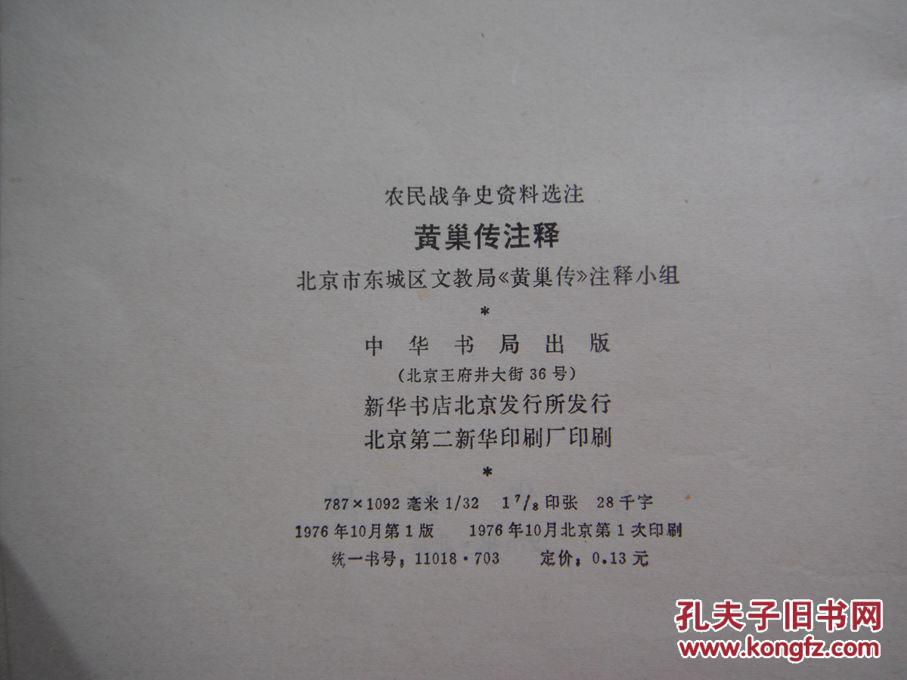 农民战争史资料选注
黄巢传注释
北京市东城区文教局《黄巢传》注释小组
*
中华书局出版
(北京王府井大街36号)
新华书店北京发行所发行
北京第二新华印刷厂印刷
*
787×1092毫米1/32 1 7/8印张 28千字
1976年10月第1版 1976年10月北京第1次印刷
统一书号:11018·703 定价:0.13元
孔夫子旧书网
www.kongfz.com